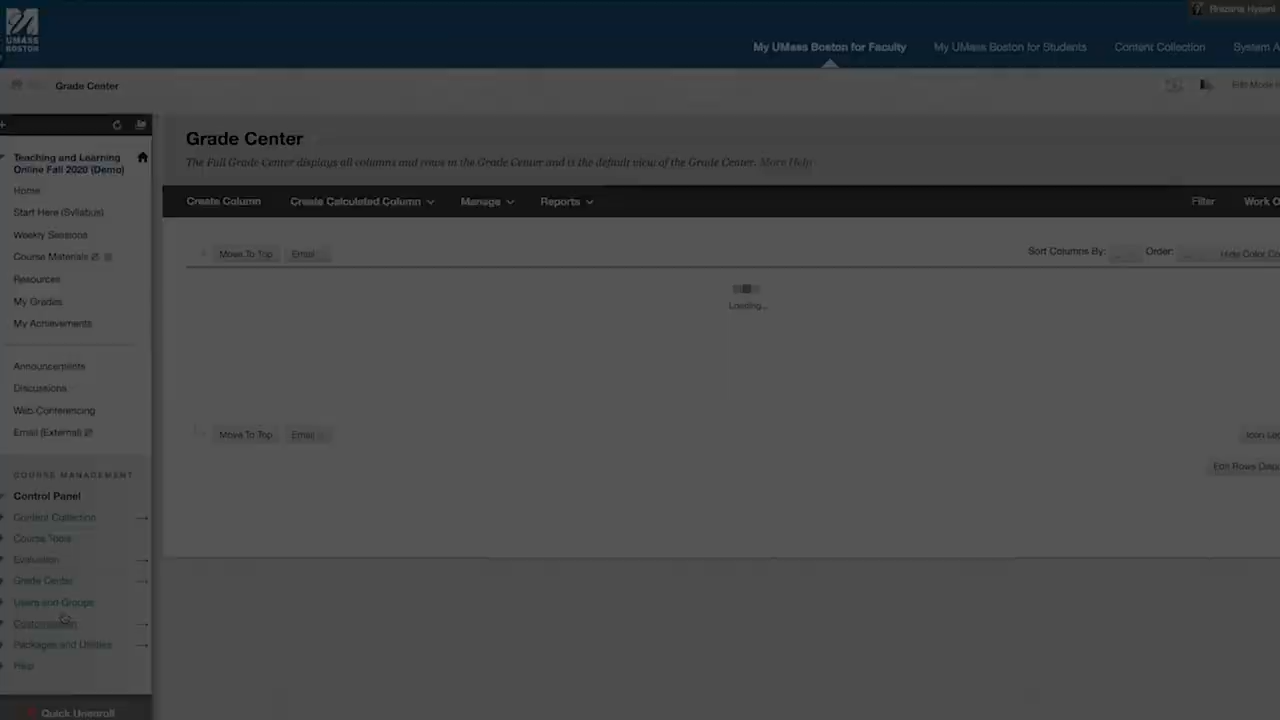 UMASS
BOSTON
My UMass Boston for Faculty
My UMass Boston for Students
Content Collection
System A
Grade Center
Edit Mode i
Teaching and Learning
Online Fall 2020 (Demo)
Home
Start Here (Syllabus)
Weekly Sessions
Course Materials
Resources
My Grades
My Achievements
Announcements
Discussions
Web Conferencing
Email (External)
COURSE MANAGEMENT
Control Panel
Content Collection
Course Tools
Evaluation
Grade Center
Users and Groups
Customization
Packages and Utilities
Help
Quick Unenroll
Grade Center
The Full Grade Center displays all columns and rows in the Grade Center and is the default view of the Grade Center. More Help
Create Column
Create Calculated Column
Manage
Reports
Filter
Work O
Move To Top
Email
Sort Columns By:
Order:
Hide Color Co
Loading...
Move To Top
Email
Icon Leg
Edit Rows Disp